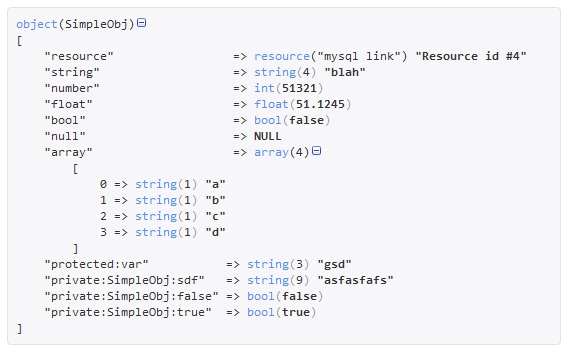 object(SimpleObj)
[
    "resource"                 => resource("mysql link") "Resource id #4"
    "string"                   => string(4) "blah"
    "number"                   => int(51321)
    "float"                    => float(51.1245)
    "bool"                     => bool(false)
    "null"                     => NULL
    "array"                    => array(4)
        [
            0 => string(1) "a"
            1 => string(1) "b"
            2 => string(1) "c"
            3 => string(1) "d"
        ]
    "protected:var"           => string(3) "gsd"
    "private:SimpleObj:sdf"   => string(9) "asfasfafs"
    "private:SimpleObj:false" => bool(false)
    "private:SimpleObj:true"  => bool(true)
]